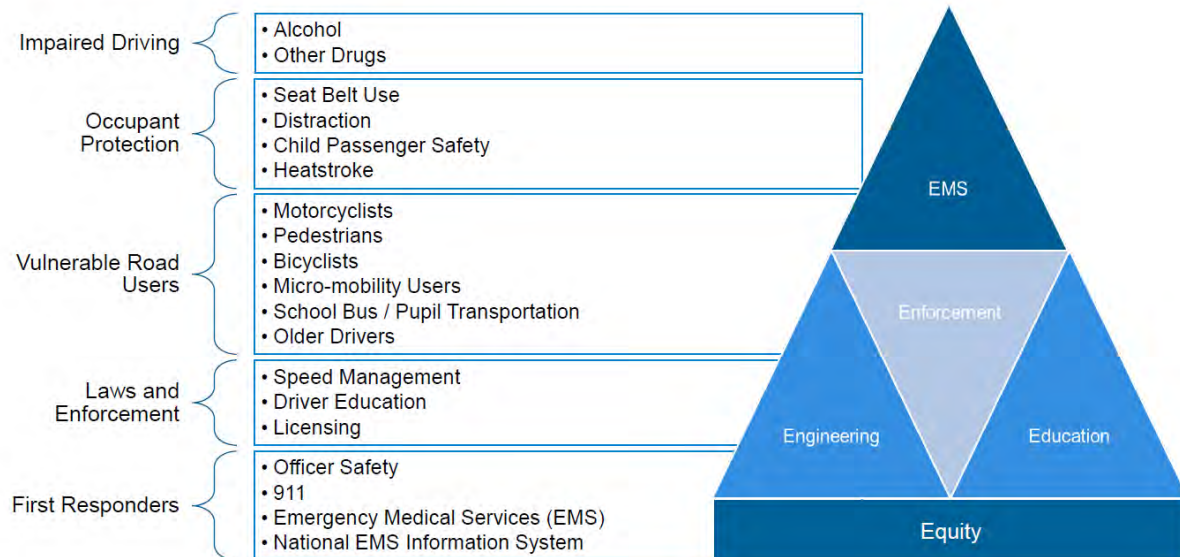 Impaired Driving
• Alcohol
• Other Drugs
Occupant
Protection
• Seat Belt Use
• Distraction
• Child Passenger Safety
• Heatstroke
Vulnerable Road
Users
• Motorcyclists
• Pedestrians
• Bicyclists
• Micro-mobility Users
• School Bus / Pupil Transportation
• Older Drivers
Laws and
Enforcement
• Speed Management
• Driver Education
• Licensing
First Responders
• Officer Safety
• 911
• Emergency Medical Services (EMS)
• National EMS Information System
EMS
Enforcement
Engineering
Education
Equity